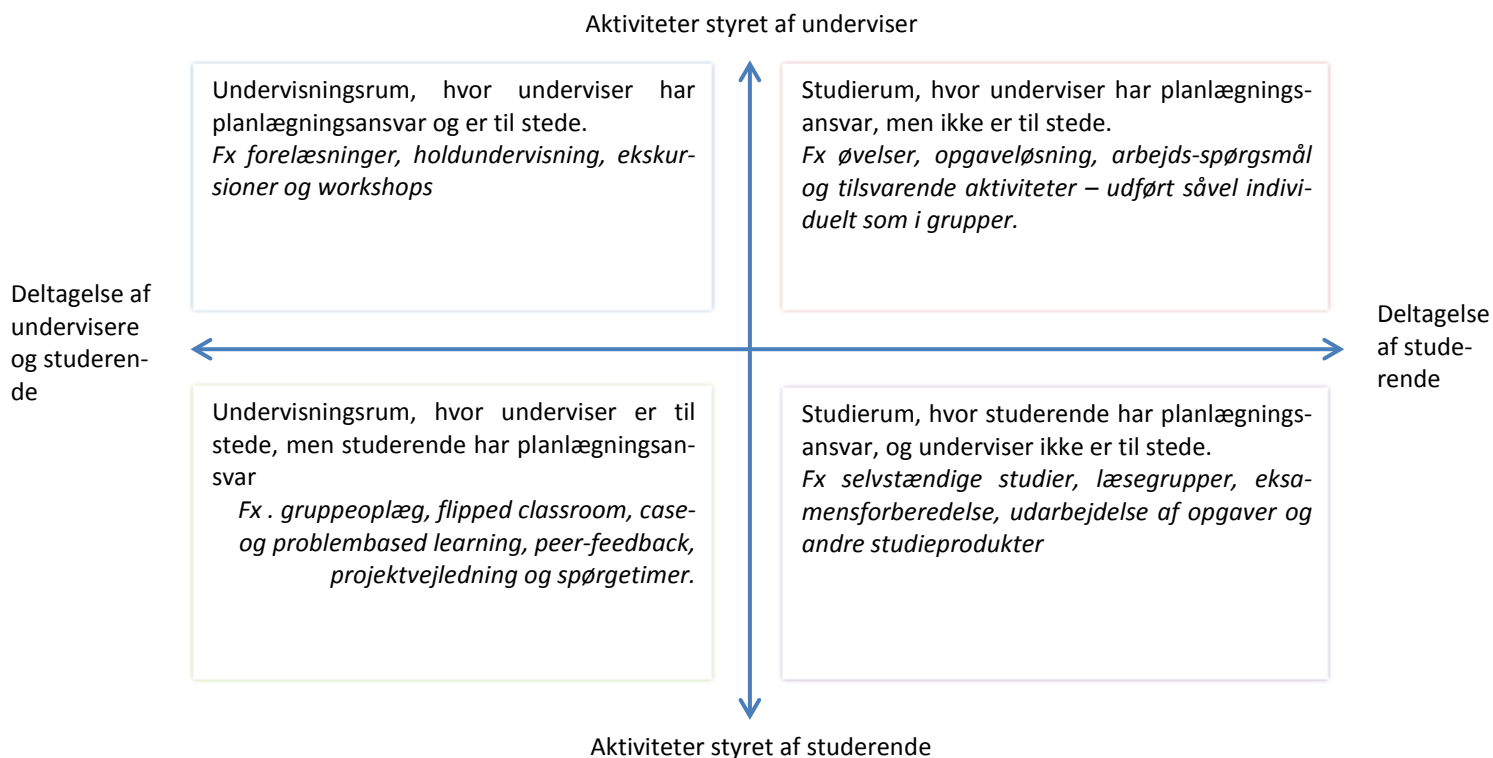 Aktiviteter styret af underviser
Undervisningsrum, hvor underviser har
planlægningsansvar og er til stede.
Fx forelæsninger, holdundervisning, ekskur-
sioner og workshops
Studierum, hvor underviser har planlægnings-
ansvar, men ikke er til stede.
Fx øvelser, opgaveløsning, arbejds-spørgsmål
og tilsvarende aktiviteter – udført såvel indivi-
duelt som i grupper.
Deltagelse af
undervisere
og studeren-
de
Deltagelse
af stude-
rende
Undervisningsrum, hvor underviser er til
stede, men studerende har planlægningsan-
svar
Fx . gruppeoplæg, flipped classroom, case-
og problembased learning, peer-feedback,
projektvejledning og spørgetimer.
Studierum, hvor studerende har planlægnings-
ansvar, og underviser ikke er til stede.
Fx selvstændige studier, læsegrupper, eksa-
mensforberedelse, udarbejdelse af opgaver og
andre studieprodukter
Aktiviteter styret af studerende